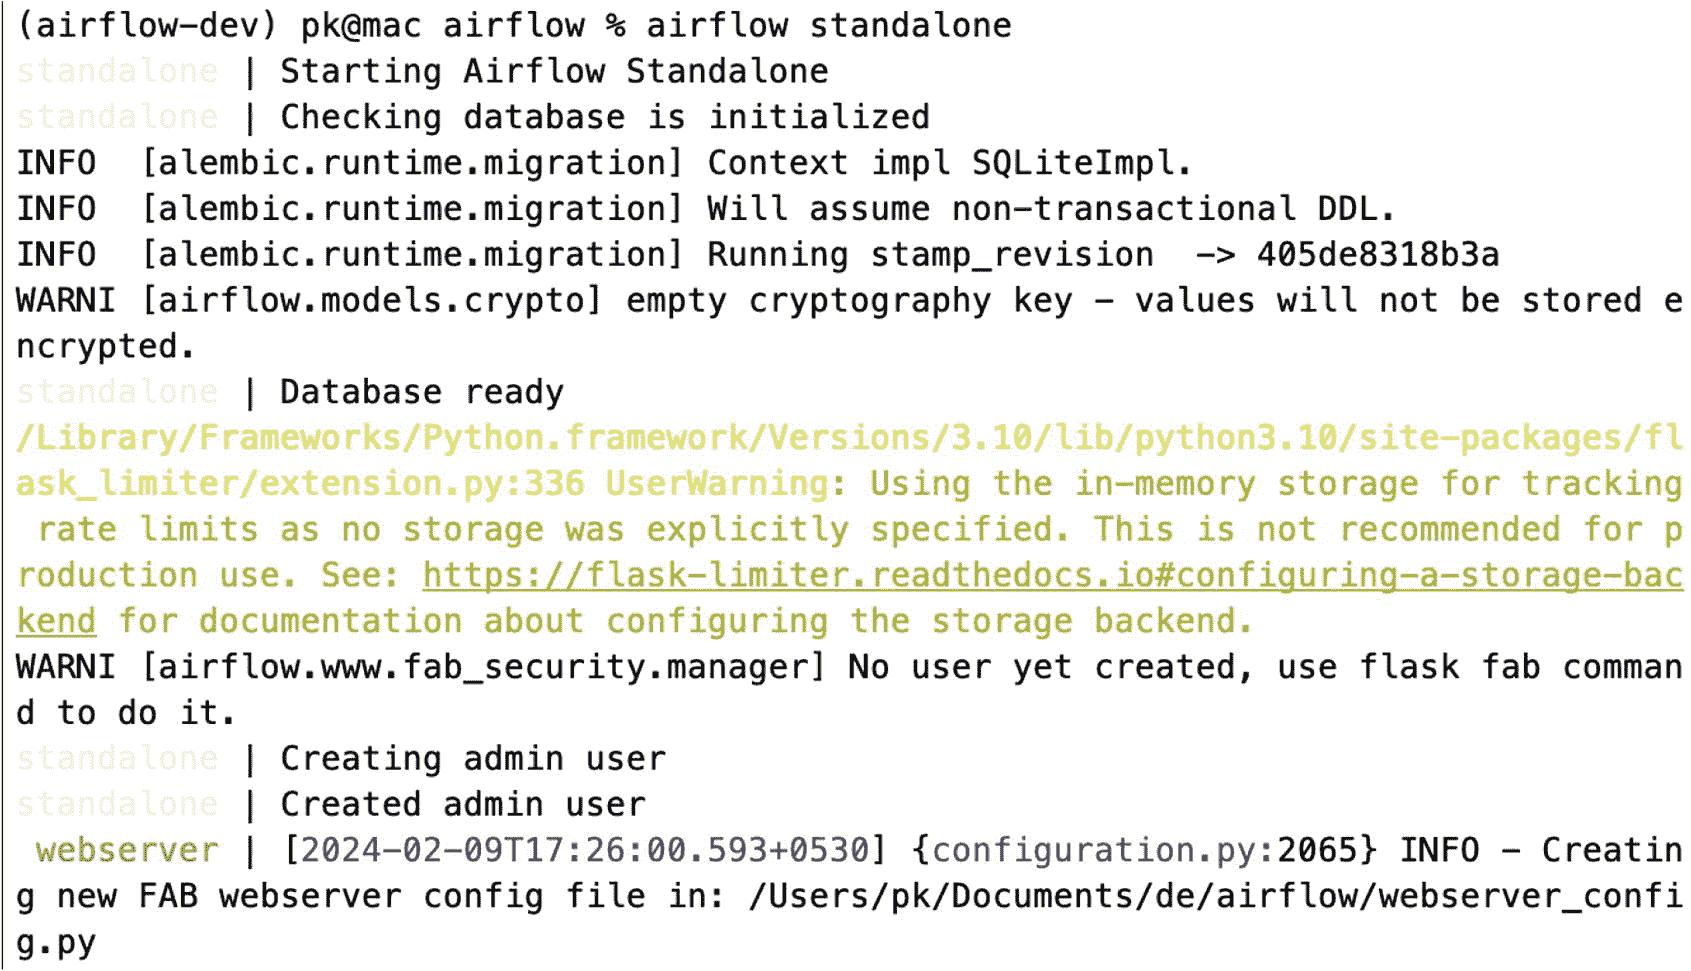 (airflow-dev) pk@mac airflow % airflow standalone
standalone | Starting Airflow Standalone
standalone | Checking database is initialized
INFO  [alembic.runtime.migration] Context impl SQLiteImpl.
INFO  [alembic.runtime.migration] Will assume non-transactional DDL.
INFO  [alembic.runtime.migration] Running stamp_revision  -> 405de8318b3a
WARNI [airflow.models.crypto] empty cryptography key - values will not be stored e
ncrypted.
standalone | Database ready
/Library/Frameworks/Python.framework/Versions/3.10/lib/python3.10/site-packages/fl
ask_limiter/extension.py:336 UserWarning: Using the in-memory storage for tracking
 rate limits as no storage was explicitly specified. This is not recommended for p
roduction use. See: https://flask-limiter.readthedocs.io#configuring-a-storage-bac
kend for documentation about configuring the storage backend.
WARNI [airflow.www.fab_security.manager] No user yet created, use flask fab comman
d to do it.
standalone | Creating admin user
standalone | Created admin user
 webserver | [2024-02-09T17:26:00.593+0530] {configuration.py:2065} INFO - Creatin
g new FAB webserver config file in: /Users/pk/Documents/de/airflow/webserver_confi
g.py